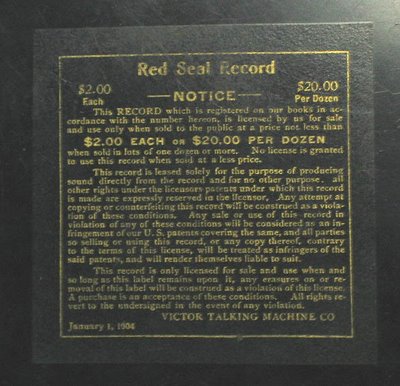 Red Seal Record
$2.00 $20.00
Each —NOTICE— Per Dozen
This RECORD which is registered on our books in ac-
cordance with the number hereon, is licensed by us for sale
and use only when sold to the public at a price not less than
$2.00 EACH OR $20.00 PER DOZEN
when sold in lots of one dozen or more. No license is granted
to use this record when sold at a less price.
This record is leased solely for the purpose of producing
sound directly from the record and for no other purpose. all
other rights under the licensors patents under which this record
is made are expressly reserved in the licensor. Any attempt at
copying or counterfeiting this record will be construed as a viola-
tion of these conditions. Any sale or use of this record in
violation of any of these conditions will be considered as an in-
fringement of our U. S. patents covering the same, and all parties
so selling or using this record, or any copy thereof, contrary
to the terms of this license, will be treated as infringers of the
said patents, and will render themselves liable to suit.
This record is only licensed for sale and use when and
so long as this label remains upon it, any erasures on or re-
moval of this label will be construed as a violation of this license.
A purchase is an acceptance of these conditions. All rights re-
vert to the undersigned in the event of any violation.
VICTOR TALKING MACHINE CO
January 1, 1904